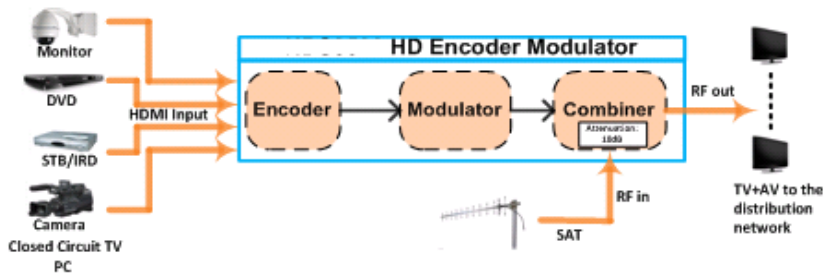 HD Encoder Modulator
Monitor
DVD
HDMI Input
STB/IRD
Camera
Closed Circuit TV
PC
Encoder
Modulator
Combiner
Attenuation:
10dB
RF out
RF in
SAT
TV+AV to the
distribution
network